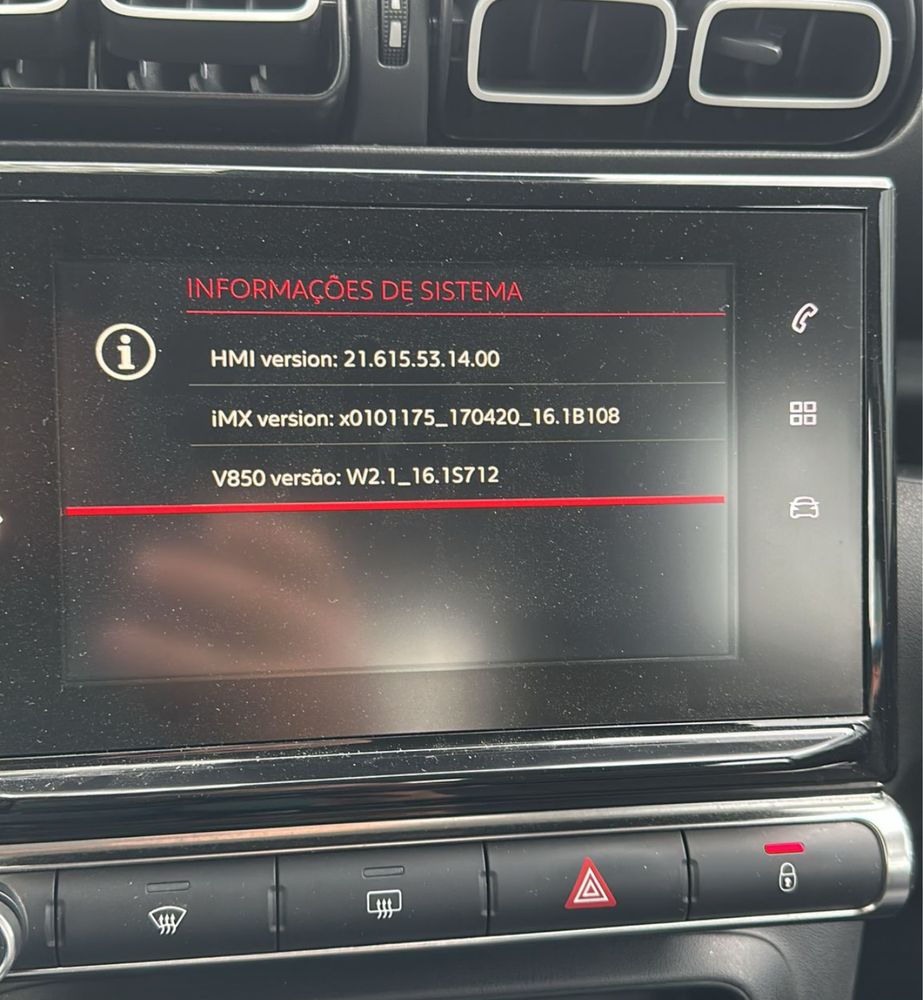 INFORMAÇÕES DE SISTEMA
HMI version: 21.615.53.14.00
iMX version: x0101175_170420_16.1B108
V850 versão: W2.1_16.1S712